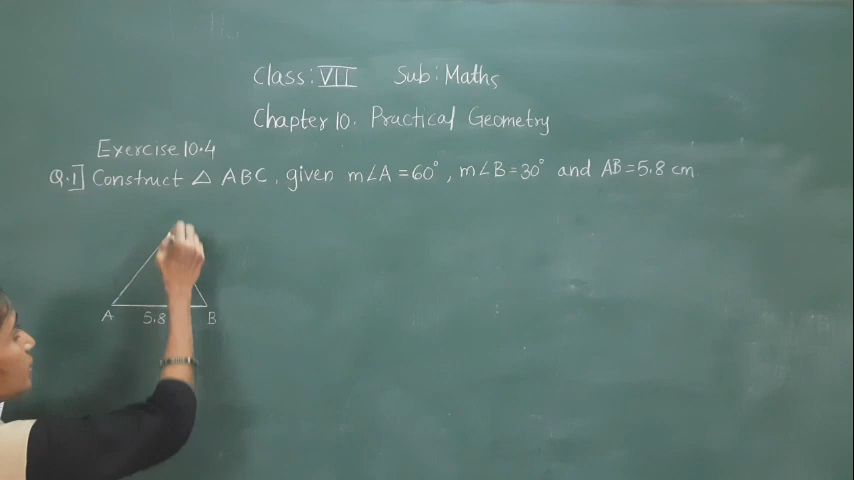 Class: VII Sub: Maths
Chapter 10. Practical Geometry
Exercise 10.4
Q.1] Construct △ ABC, given m∠A = 60°, m∠B = 30° and AB = 5.8 cm
A 5.8 B